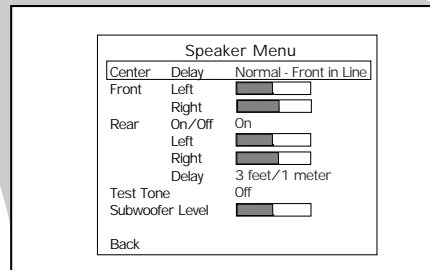 Speaker Menu
Center Delay Normal - Front in Line
Front Left
Right
Rear On/Off On
Left
Right
Delay 3 feet/1 meter
Test Tone Off
Subwoofer Level
Back